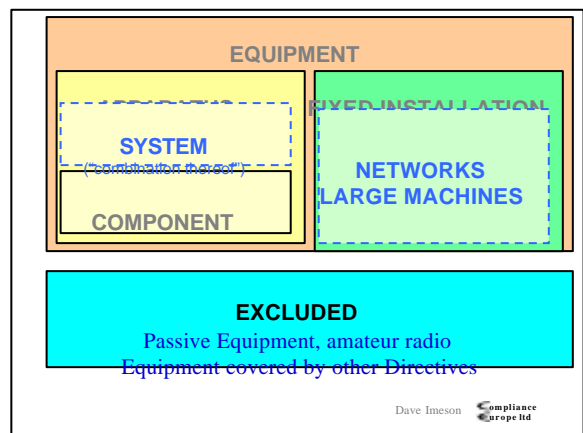 EQUIPMENT
APPARATUS
SYSTEM
("combination thereof")
COMPONENT
FIXED INSTALLATION
NETWORKS
LARGE MACHINES
EXCLUDED
Passive Equipment, amateur radio
Equipment covered by other Directives
Dave Imeson
Compliance
Europe ltd